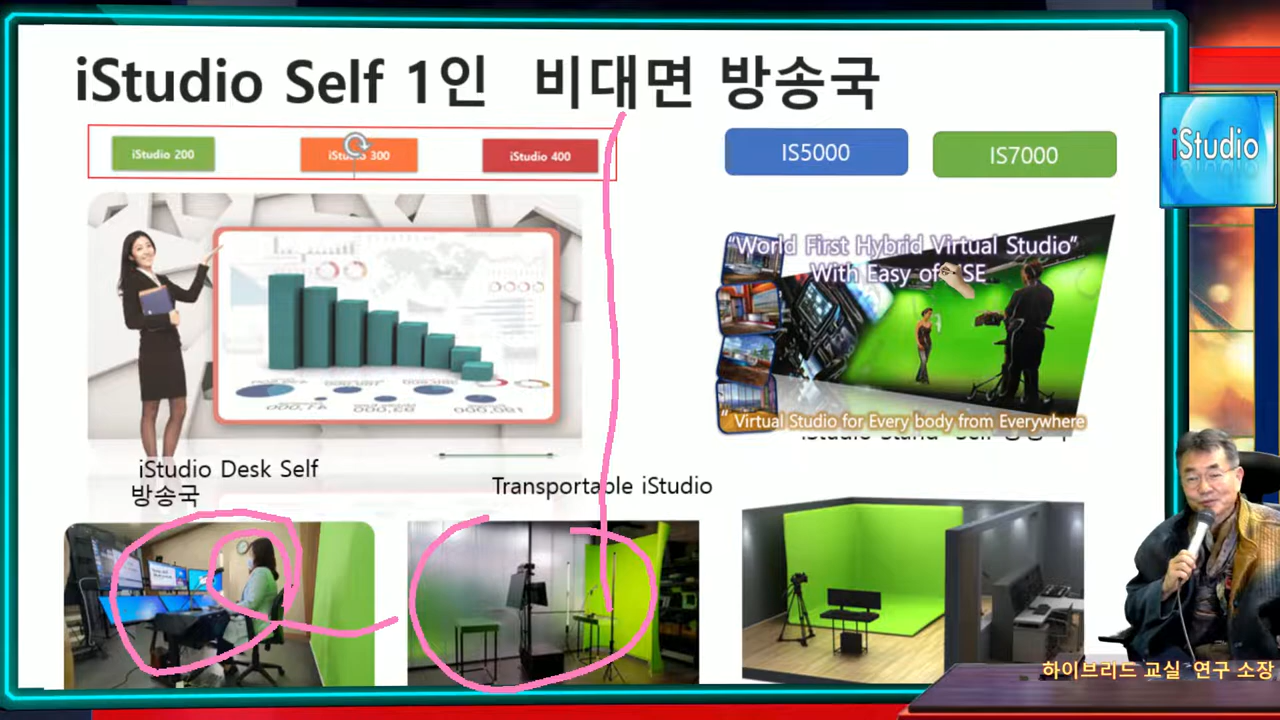 iStudio Self 1인 비대면 방송국
iStudio 200
iStudio 400
IS5000
IS7000
iStudio
"World First Hybrid Virtual Studio"
With Easy of USE
" Virtual Studio for Every body from Everywhere
iStudio Desk Self
방송국
Transportable iStudio
하이브리드 교실 연구 소장